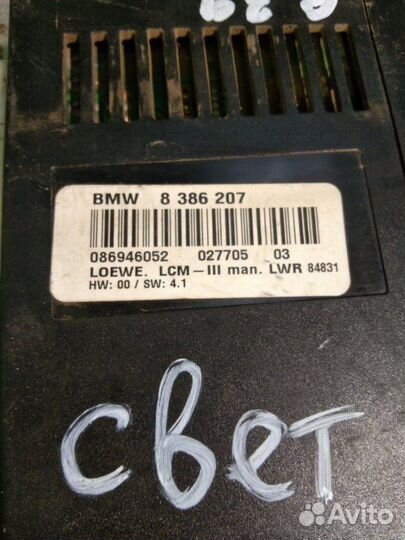 BMW 8 386 207
086946052 027705 03
LOEWE. LCM-III man. LWR 84831
HW: 00 / SW: 4.1
свет
Avito